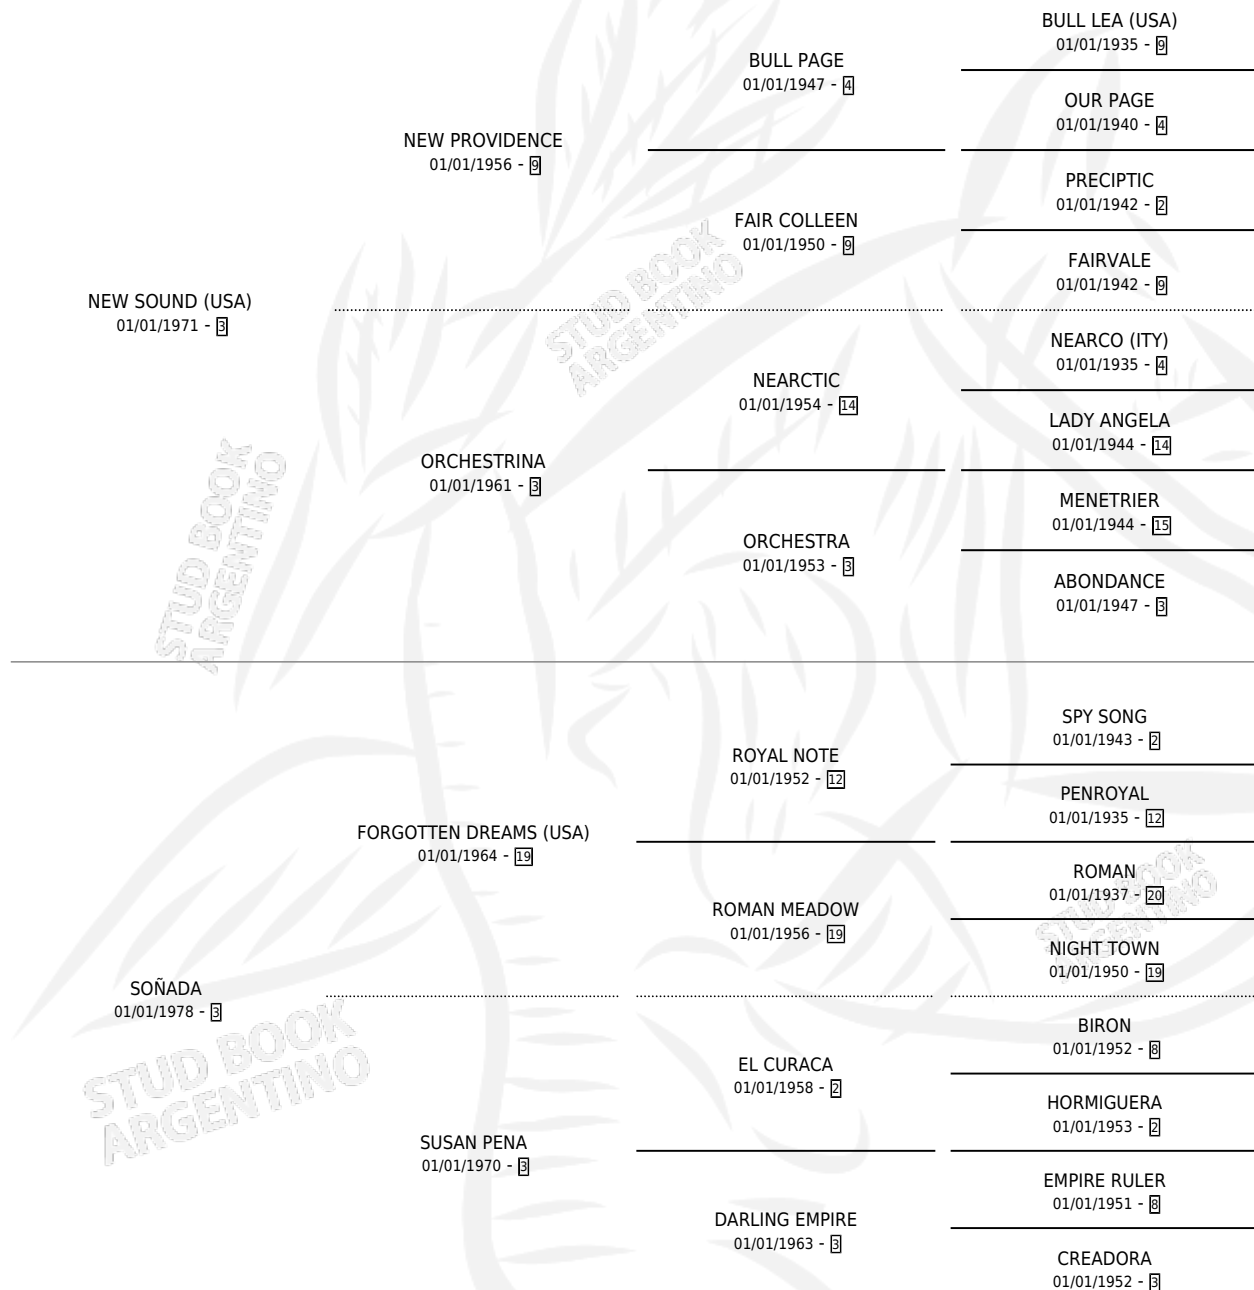 BULL LEA (USA)
01/01/1935 - 9
BULL PAGE
01/01/1947 - 4
OUR PAGE
01/01/1940 - 4
NEW PROVIDENCE
01/01/1956 - 9
PRECIPTIC
01/01/1942 - 2
FAIR COLLEEN
01/01/1950 - 9
FAIRVALE
01/01/1942 - 9
NEW SOUND (USA)
01/01/1971 - 3
STUD BOOK
ARGENTINO
NEARCO (ITY)
01/01/1935 - 4
NEARCTIC
01/01/1954 - 14
LADY ANGELA
01/01/1944 - 14
ORCHESTRINA
01/01/1961 - 3
MENETRIER
01/01/1944 - 15
ORCHESTRA
01/01/1953 - 3
ABONDANCE
01/01/1947 - 3
STUD BOOK
ARGENTINO
SPY SONG
01/01/1943 - 2
ROYAL NOTE
01/01/1952 - 12
PENROYAL
01/01/1935 - 12
FORGOTTEN DREAMS (USA)
01/01/1964 - 19
ROMAN
01/01/1937 - 20
ROMAN MEADOW
01/01/1956 - 19
STUD BOOK
ARGENTINO
NIGHT TOWN
01/01/1950 - 19
SOÑADA
01/01/1978 - 3
STUD BOOK
ARGENTINO
BIRON
01/01/1952 - 8
EL CURACA
01/01/1958 - 2
HORMIGUERA
01/01/1953 - 2
SUSAN PENA
01/01/1970 - 3
EMPIRE RULER
01/01/1951 - 8
DARLING EMPIRE
01/01/1963 - 3
CREADORA
01/01/1952 - 3